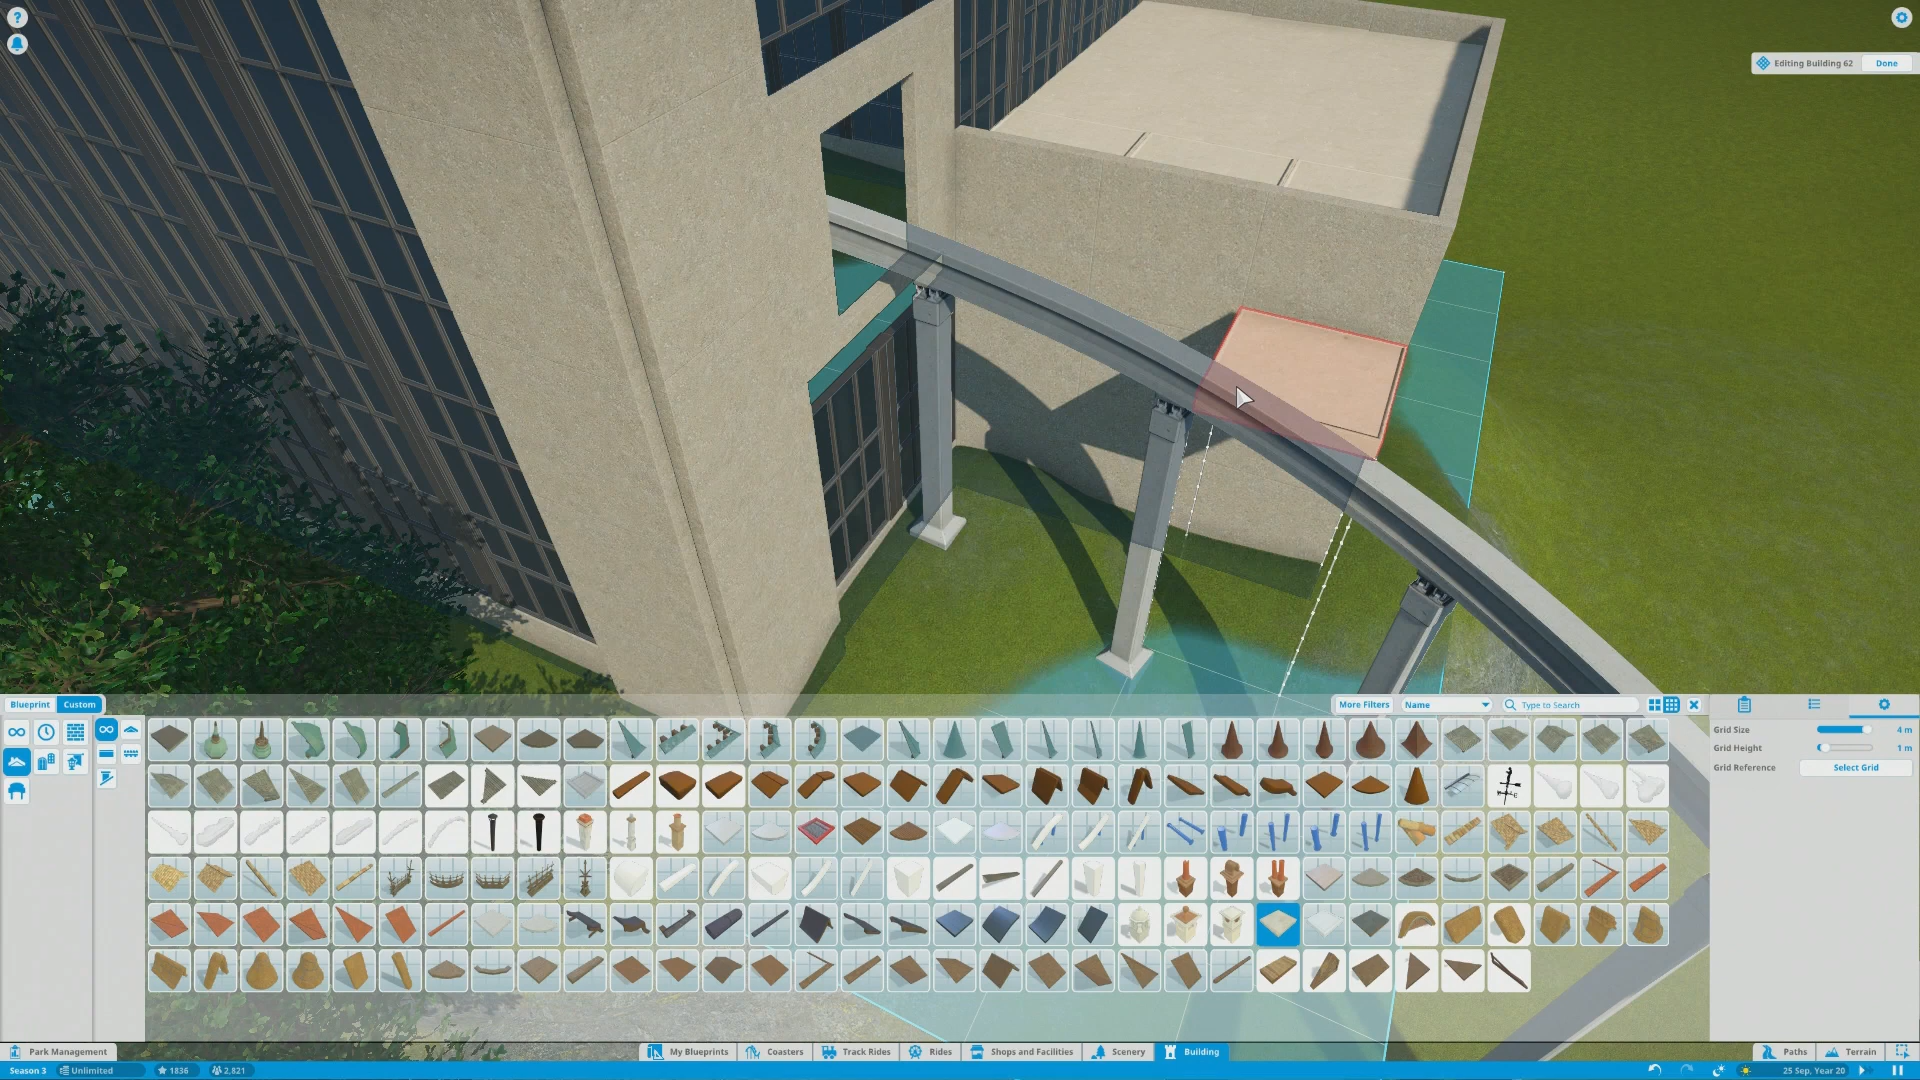 ?
Editing Building 62 Done
Blueprint Custom
More Filters Name Type to Search
Grid Size 4 m
Grid Height 1 m
Grid Reference Select Grid
Park Management My Blueprints Coasters Track Rides Rides Shops and Facilities Scenery Building Paths Terrain
Season 3 Unlimited 1836 2,821 25 Sep, Year 20